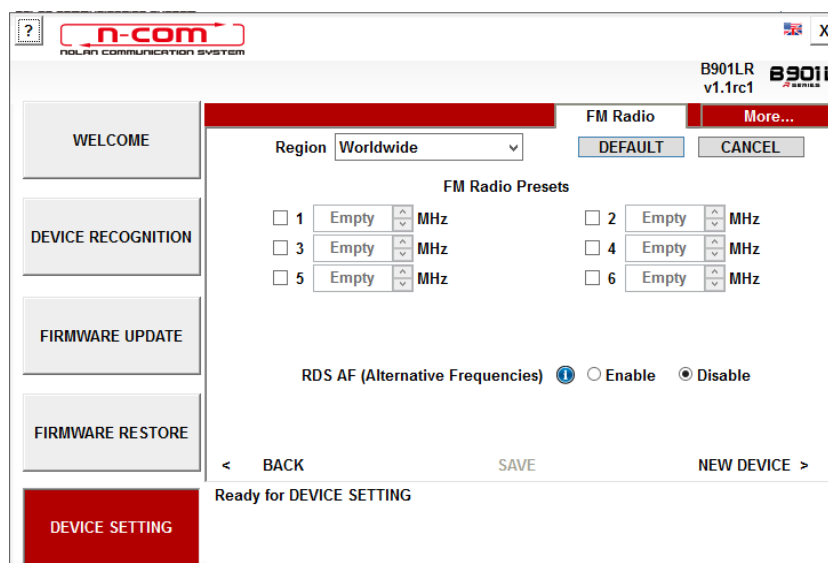 ?
n-com
NOLAN COMMUNICATION SYSTEM
X
B901LR
v1.1rc1
B901
R SERIES
FM Radio
More...
WELCOME
Region Worldwide
DEFAULT
CANCEL
FM Radio Presets
1 Empty MHz
2 Empty MHz
3 Empty MHz
4 Empty MHz
5 Empty MHz
6 Empty MHz
DEVICE RECOGNITION
FIRMWARE UPDATE
RDS AF (Alternative Frequencies) i Enable Disable
FIRMWARE RESTORE
< BACK
SAVE
NEW DEVICE >
Ready for DEVICE SETTING
DEVICE SETTING